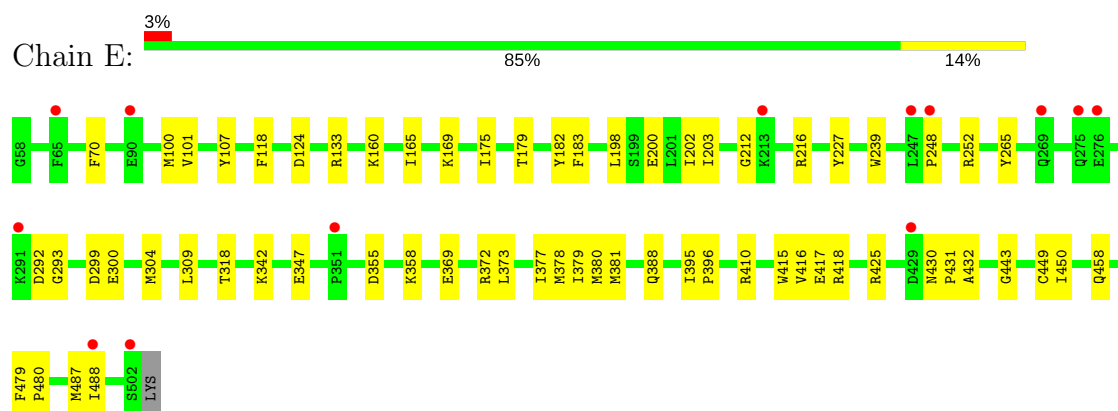 3%
Chain E:
85% 14%
G58 F65 F70 E90 M100 V101 Y107 F118 D124 R133 K160 I165 K169 I175 T179 Y182 F183 L198 S199 E200 L201 I202 I203 G212 K213 R216 Y227 W239 L247 P248 R252 Y265 Q269 Q275 E276
K291 D292 G293 D299 E300 M304 L309 T318 K342 E347 P351 D355 K358 E369 R372 L373 I377 M378 I379 M380 M381 Q388 I395 P396 R410 W415 V416 E417 R418 R425 D429 N430 P431 A432 G443 C449 I450 Q458
F479 P480 M487 I488 S502 LYS